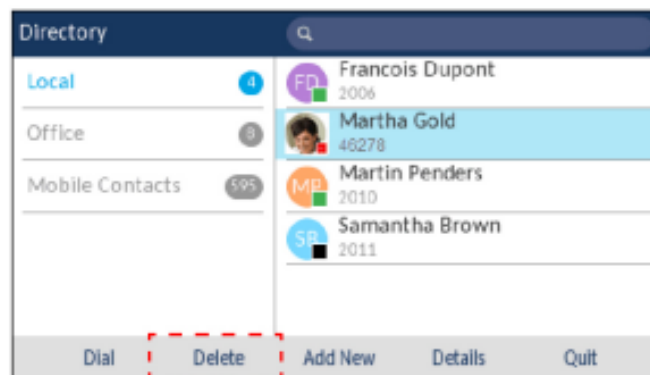 Directory
Local 4
Office 8
Mobile Contacts 595
FD Francois Dupont
2006
Martha Gold
46278
MP Martin Penders
2010
SB Samantha Brown
2011
Dial Delete Add New Details Quit